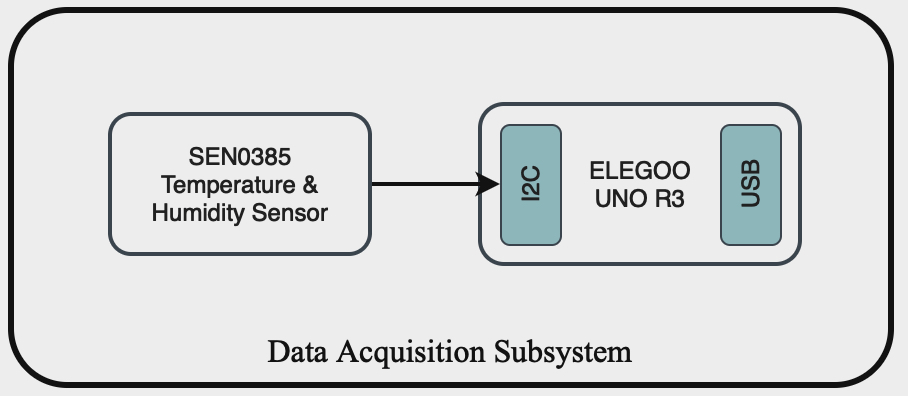 SEN0385
Temperature &
Humidity Sensor
I2C
ELEGOO
UNO R3
USB
Data Acquisition Subsystem